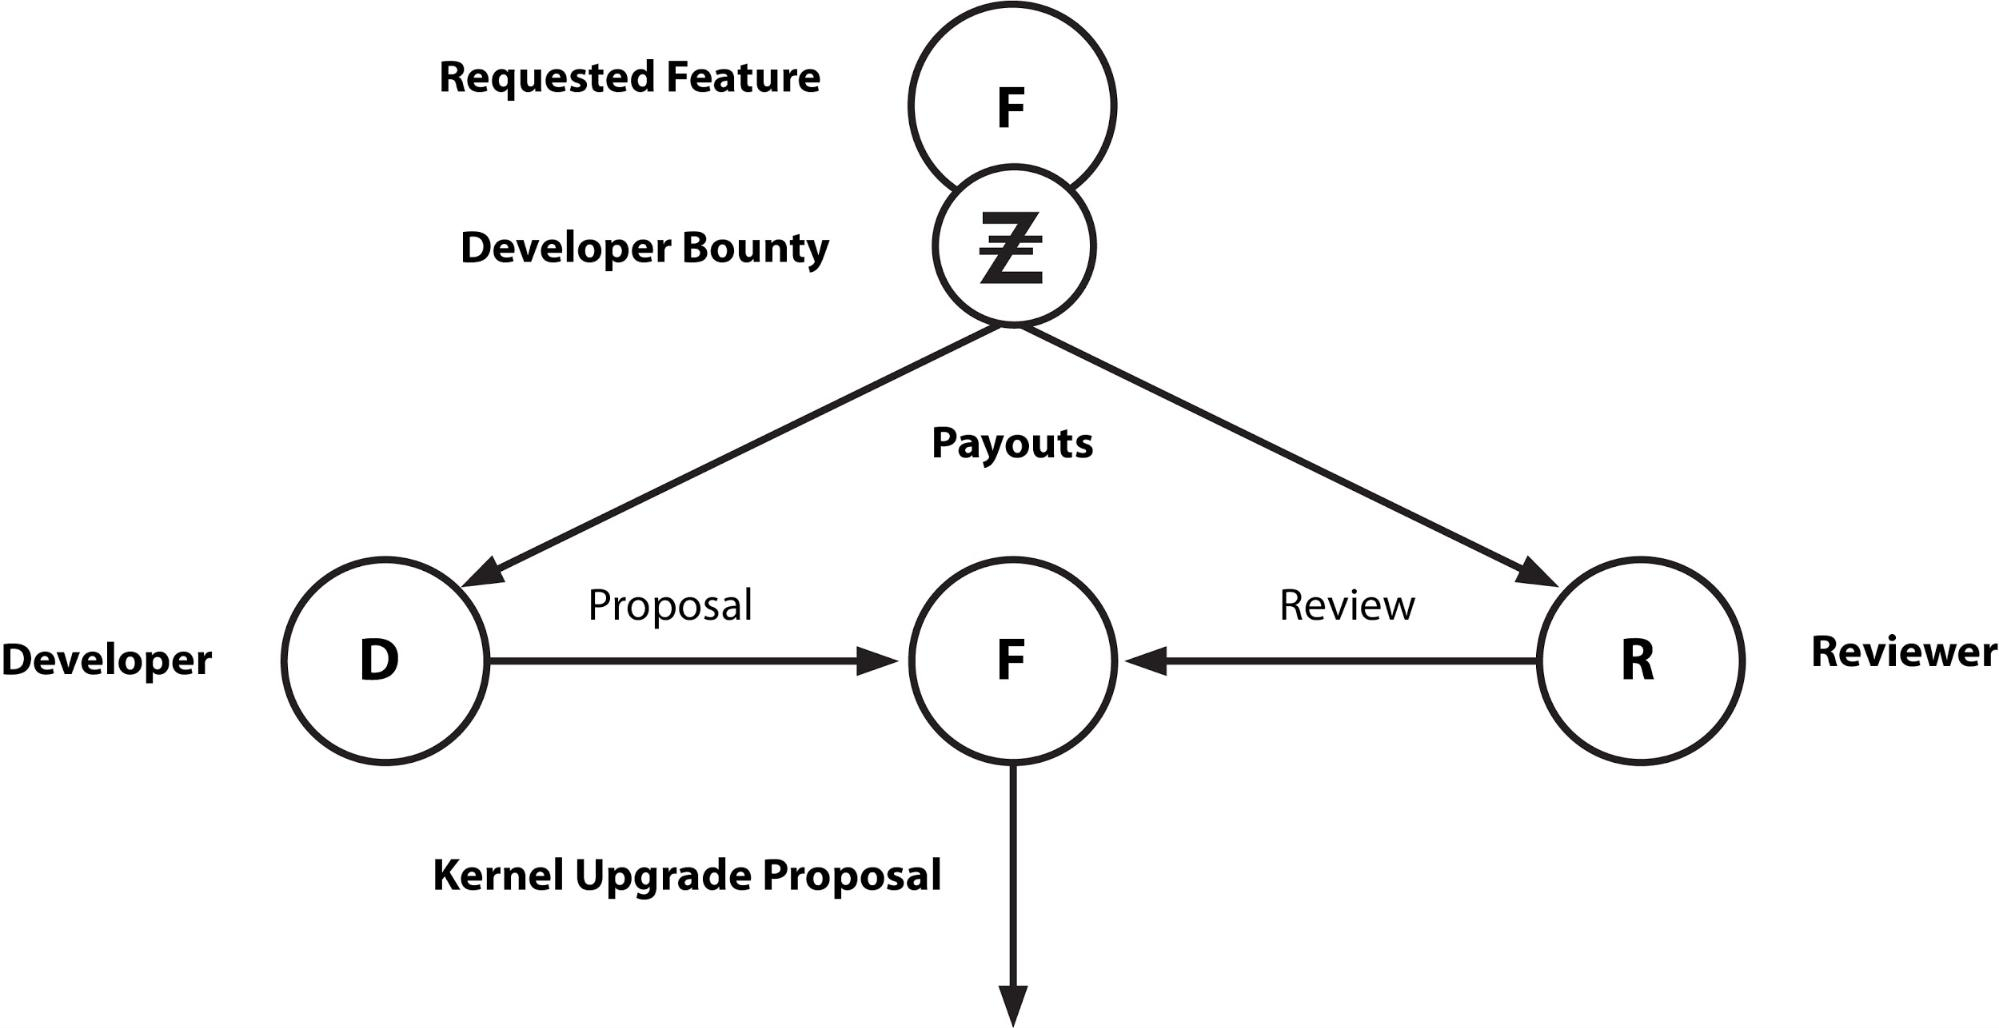 Requested Feature
F
Developer Bounty
Ƶ
Payouts
Proposal
Review
Developer
D
F
R
Reviewer
Kernel Upgrade Proposal